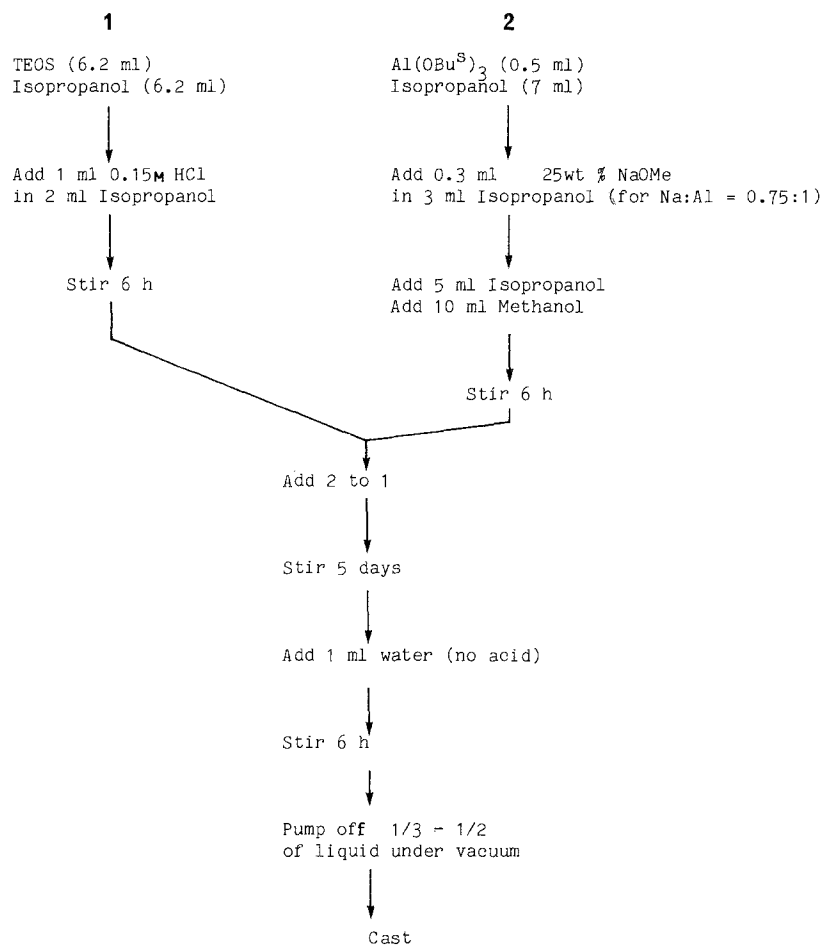 1
TEOS (6.2 ml)
Isopropanol (6.2 ml)
Add 1 ml 0.15M HCl
in 2 ml Isopropanol
Stir 6 h
2
Al(OBuˢ)₃ (0.5 ml)
Isopropanol (7 ml)
Add 0.3 ml 25wt % NaOMe
in 3 ml Isopropanol (for Na:Al = 0.75:1)
Add 5 ml Isopropanol
Add 10 ml Methanol
Stir 6 h
Add 2 to 1
Stir 5 days
Add 1 ml water (no acid)
Stir 6 h
Pump off 1/3 - 1/2
of liquid under vacuum
Cast